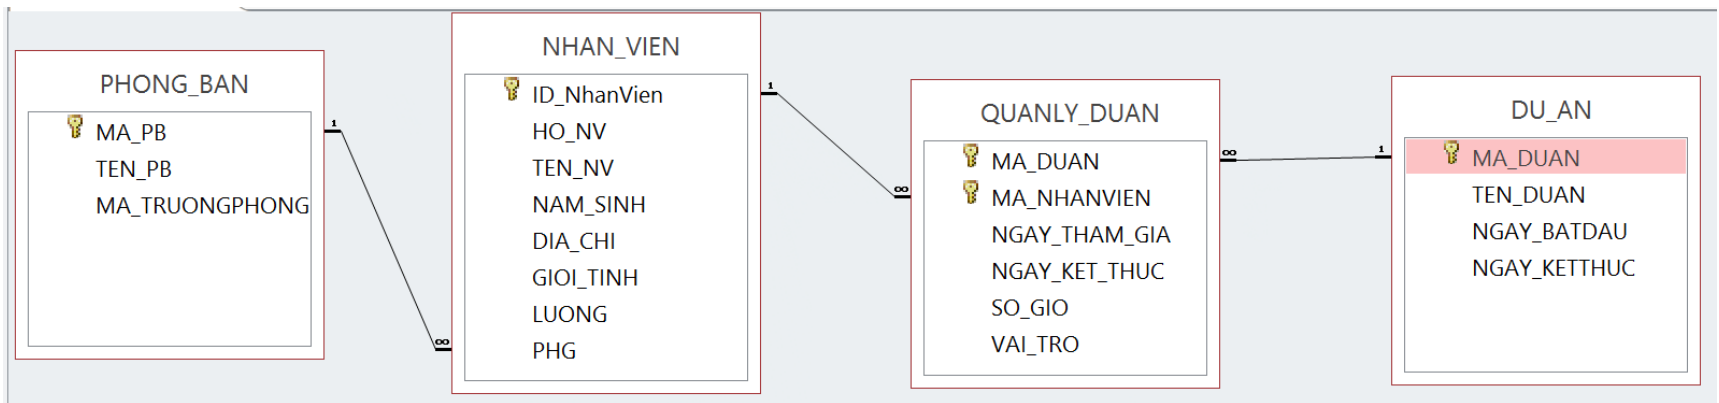 PHONG_BAN
MA_PB
TEN_PB
MA_TRUONGPHONG
1
∞
NHAN_VIEN
ID_NhanVien
HO_NV
TEN_NV
NAM_SINH
DIA_CHI
GIOI_TINH
LUONG
PHG
1
∞
QUANLY_DUAN
MA_DUAN
MA_NHANVIEN
NGAY_THAM_GIA
NGAY_KET_THUC
SO_GIO
VAI_TRO
∞
1
DU_AN
MA_DUAN
TEN_DUAN
NGAY_BATDAU
NGAY_KETTHUC